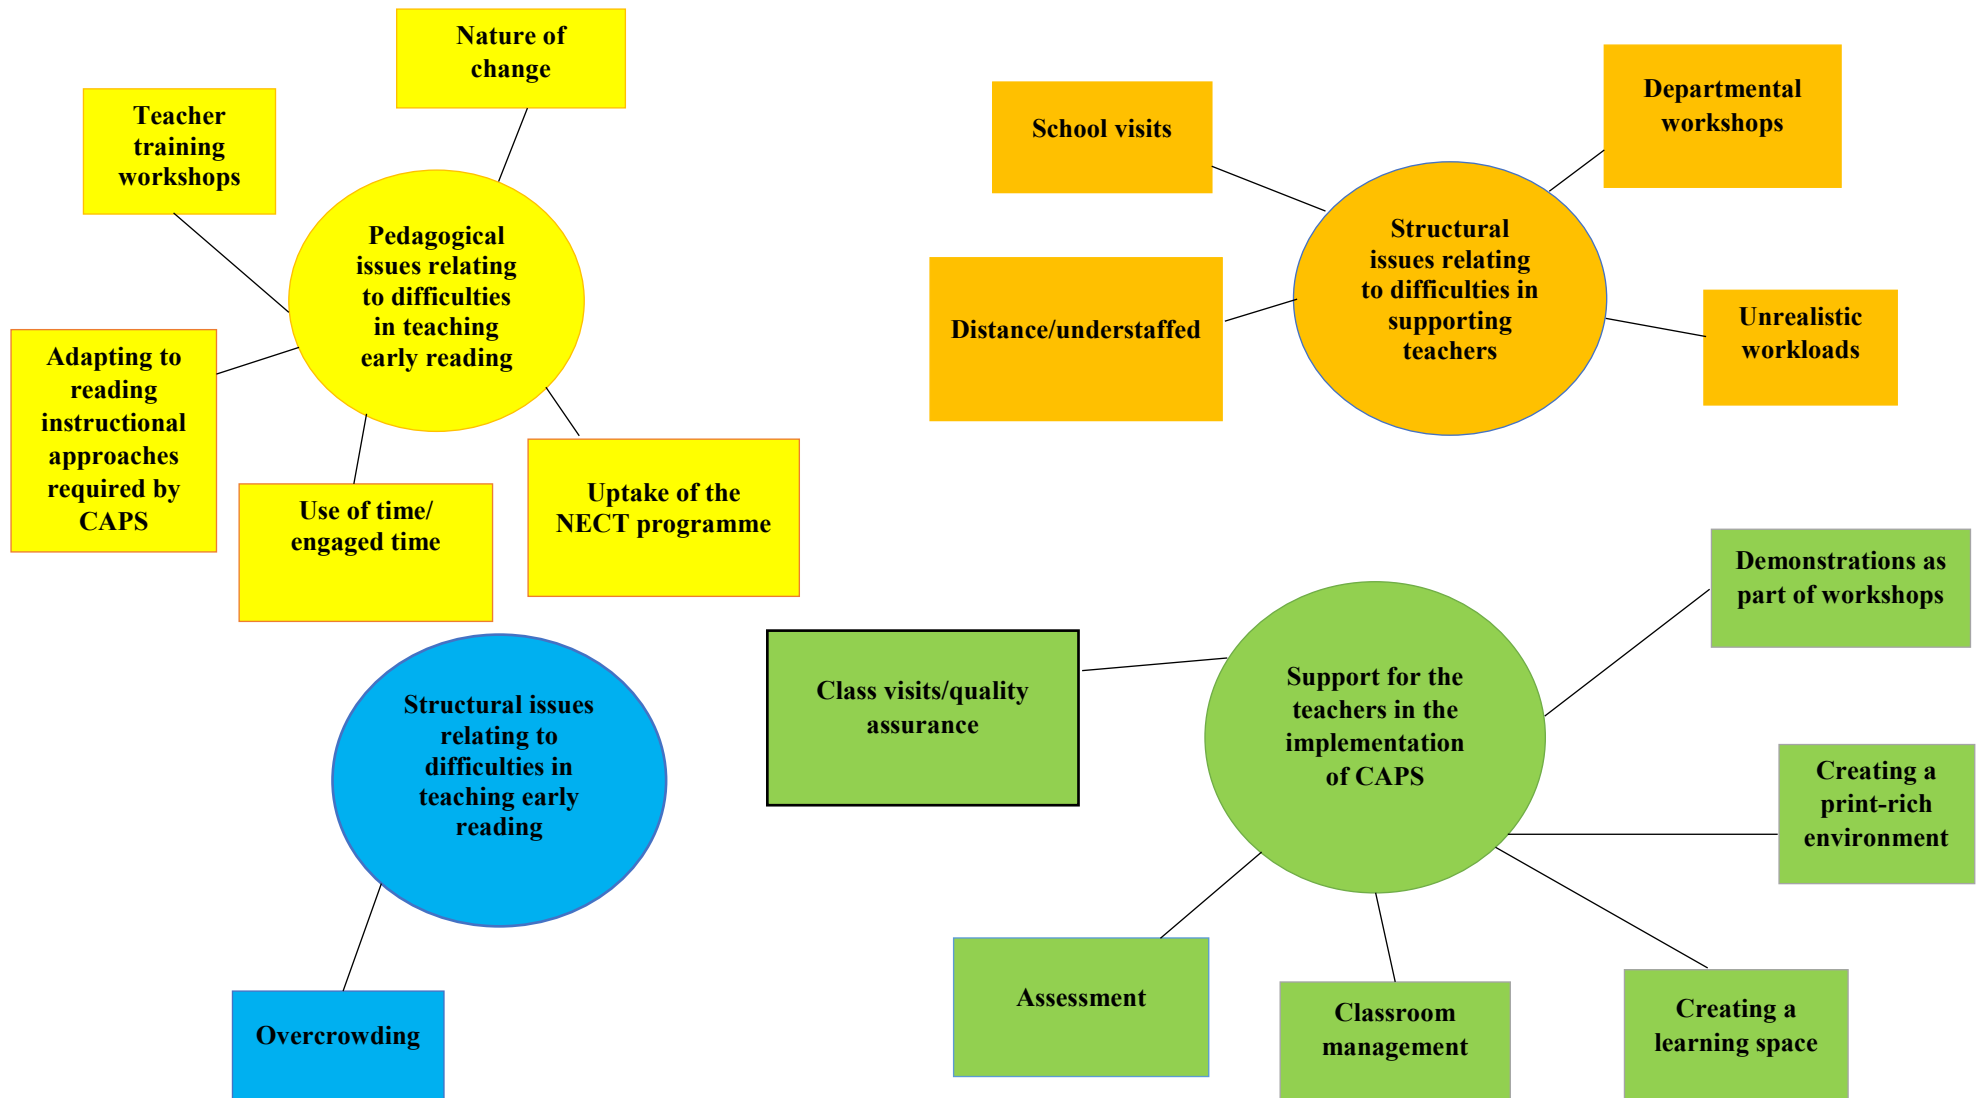 Nature of
change
Teacher
training
workshops
Pedagogical
issues relating
to difficulties
in teaching
early reading
Adapting to
reading
instructional
approaches
required by
CAPS
Use of time/
engaged time
Uptake of the
NECT programme
School visits
Departmental
workshops
Structural
issues relating
to difficulties in
supporting
teachers
Distance/understaffed
Unrealistic
workloads
Structural issues
relating to
difficulties in
teaching early
reading
Overcrowding
Class visits/quality
assurance
Support for the
teachers in the
implementation
of CAPS
Demonstrations as
part of workshops
Creating a
print-rich
environment
Assessment
Classroom
management
Creating a
learning space